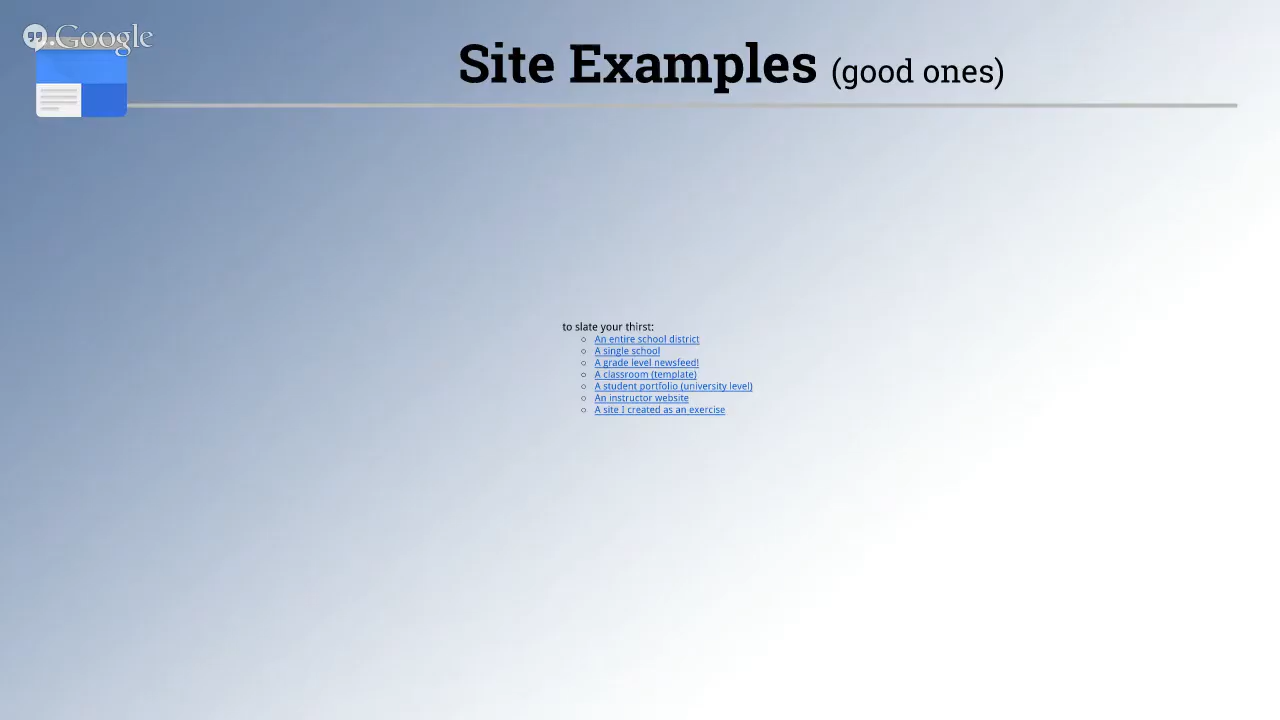 Google
Site Examples (good ones)
to slate your thirst:
An entire school district
A single school
A grade level newsfeed!
A classroom (template)
A student portfolio (university level)
An instructor website
A site I created as an exercise